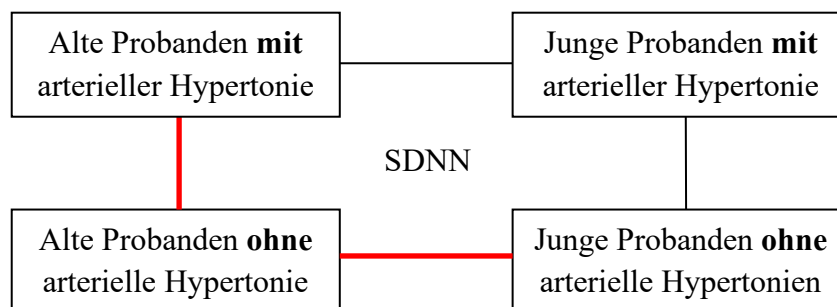 Alte Probanden mit
arterieller Hypertonie
Junge Probanden mit
arterieller Hypertonie
SDNN
Alte Probanden ohne
arterielle Hypertonie
Junge Probanden ohne
arterielle Hypertonien